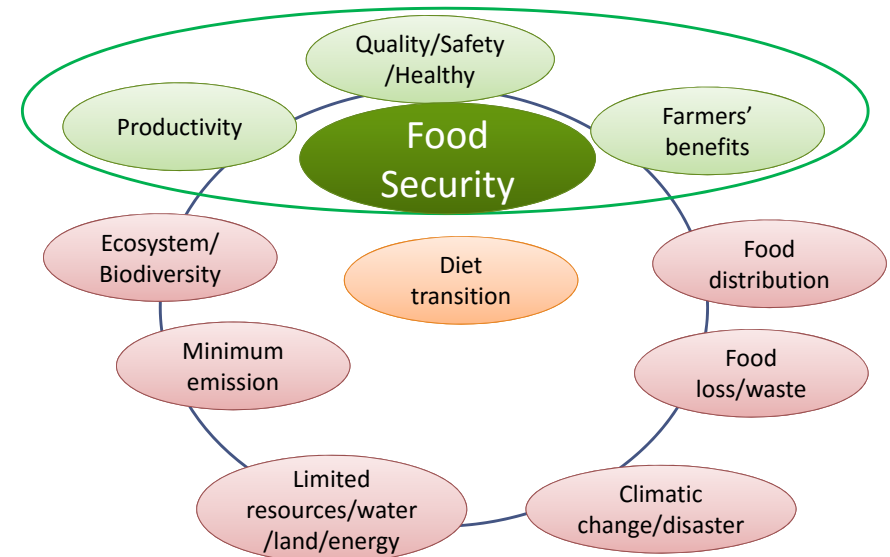 Quality/Safety
/Healthy
Productivity
Food
Security
Farmers’
benefits
Ecosystem/
Biodiversity
Diet
transition
Food
distribution
Minimum
emission
Food
loss/waste
Limited
resources/water
/land/energy
Climatic
change/disaster